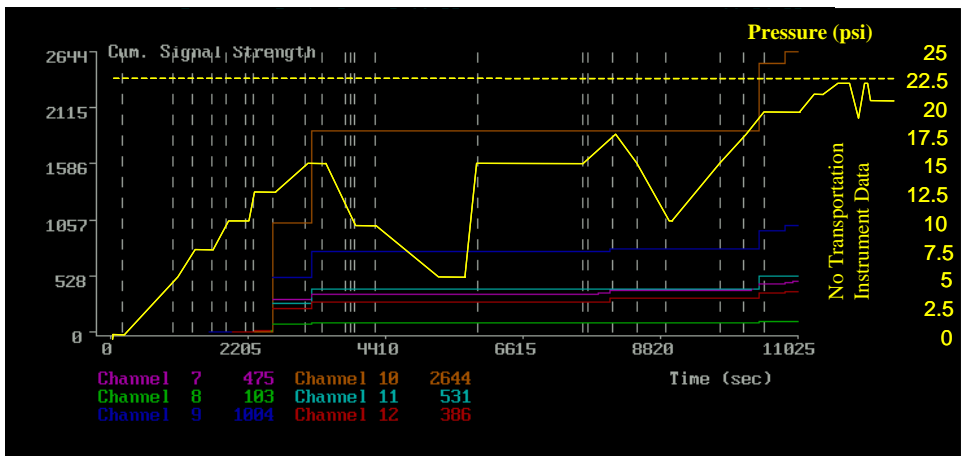 Cum. Signal Strength
Pressure (psi)
2644
2115
1586
1057
528
0
25
22.5
20
17.5
15
12.5
10
7.5
5
2.5
0
No Transportation
Instrument Data
0 2205 4410 6615 8820 11025
Time (sec)
Channel 7 475 Channel 10 2644
Channel 8 103 Channel 11 531
Channel 9 1004 Channel 12 386